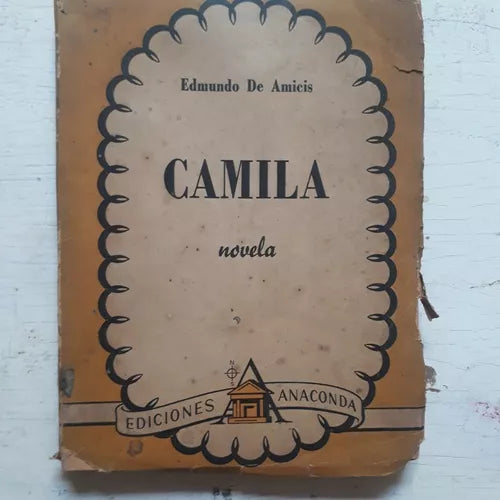 Edmundo De Amicis
CAMILA
novela
N
EDICIONES ANACONDA